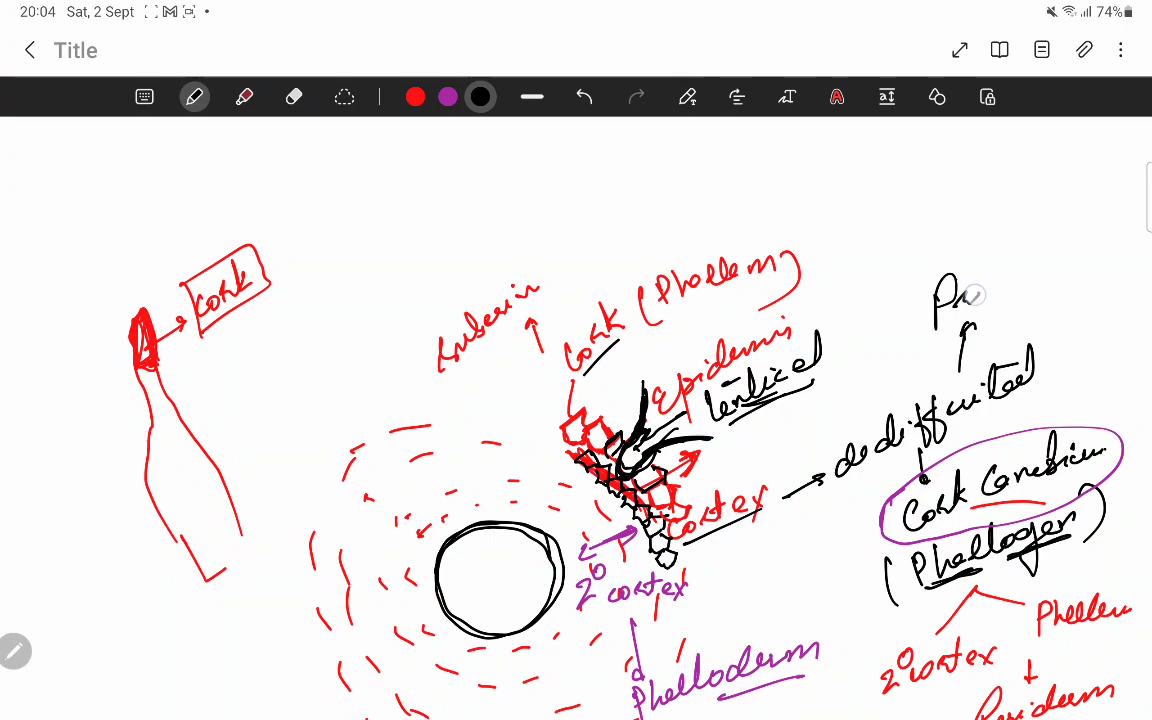 20:04 Sat, 2 Sept
74%
Title
Cork
Suberin
Cork (Phellem)
Epidermis
lenticel
Cortex
2° cortex
Phelloderm
dedifferentiated
Cork Cambium
(Phellogen)
Phellem
2° cortex
Periderm